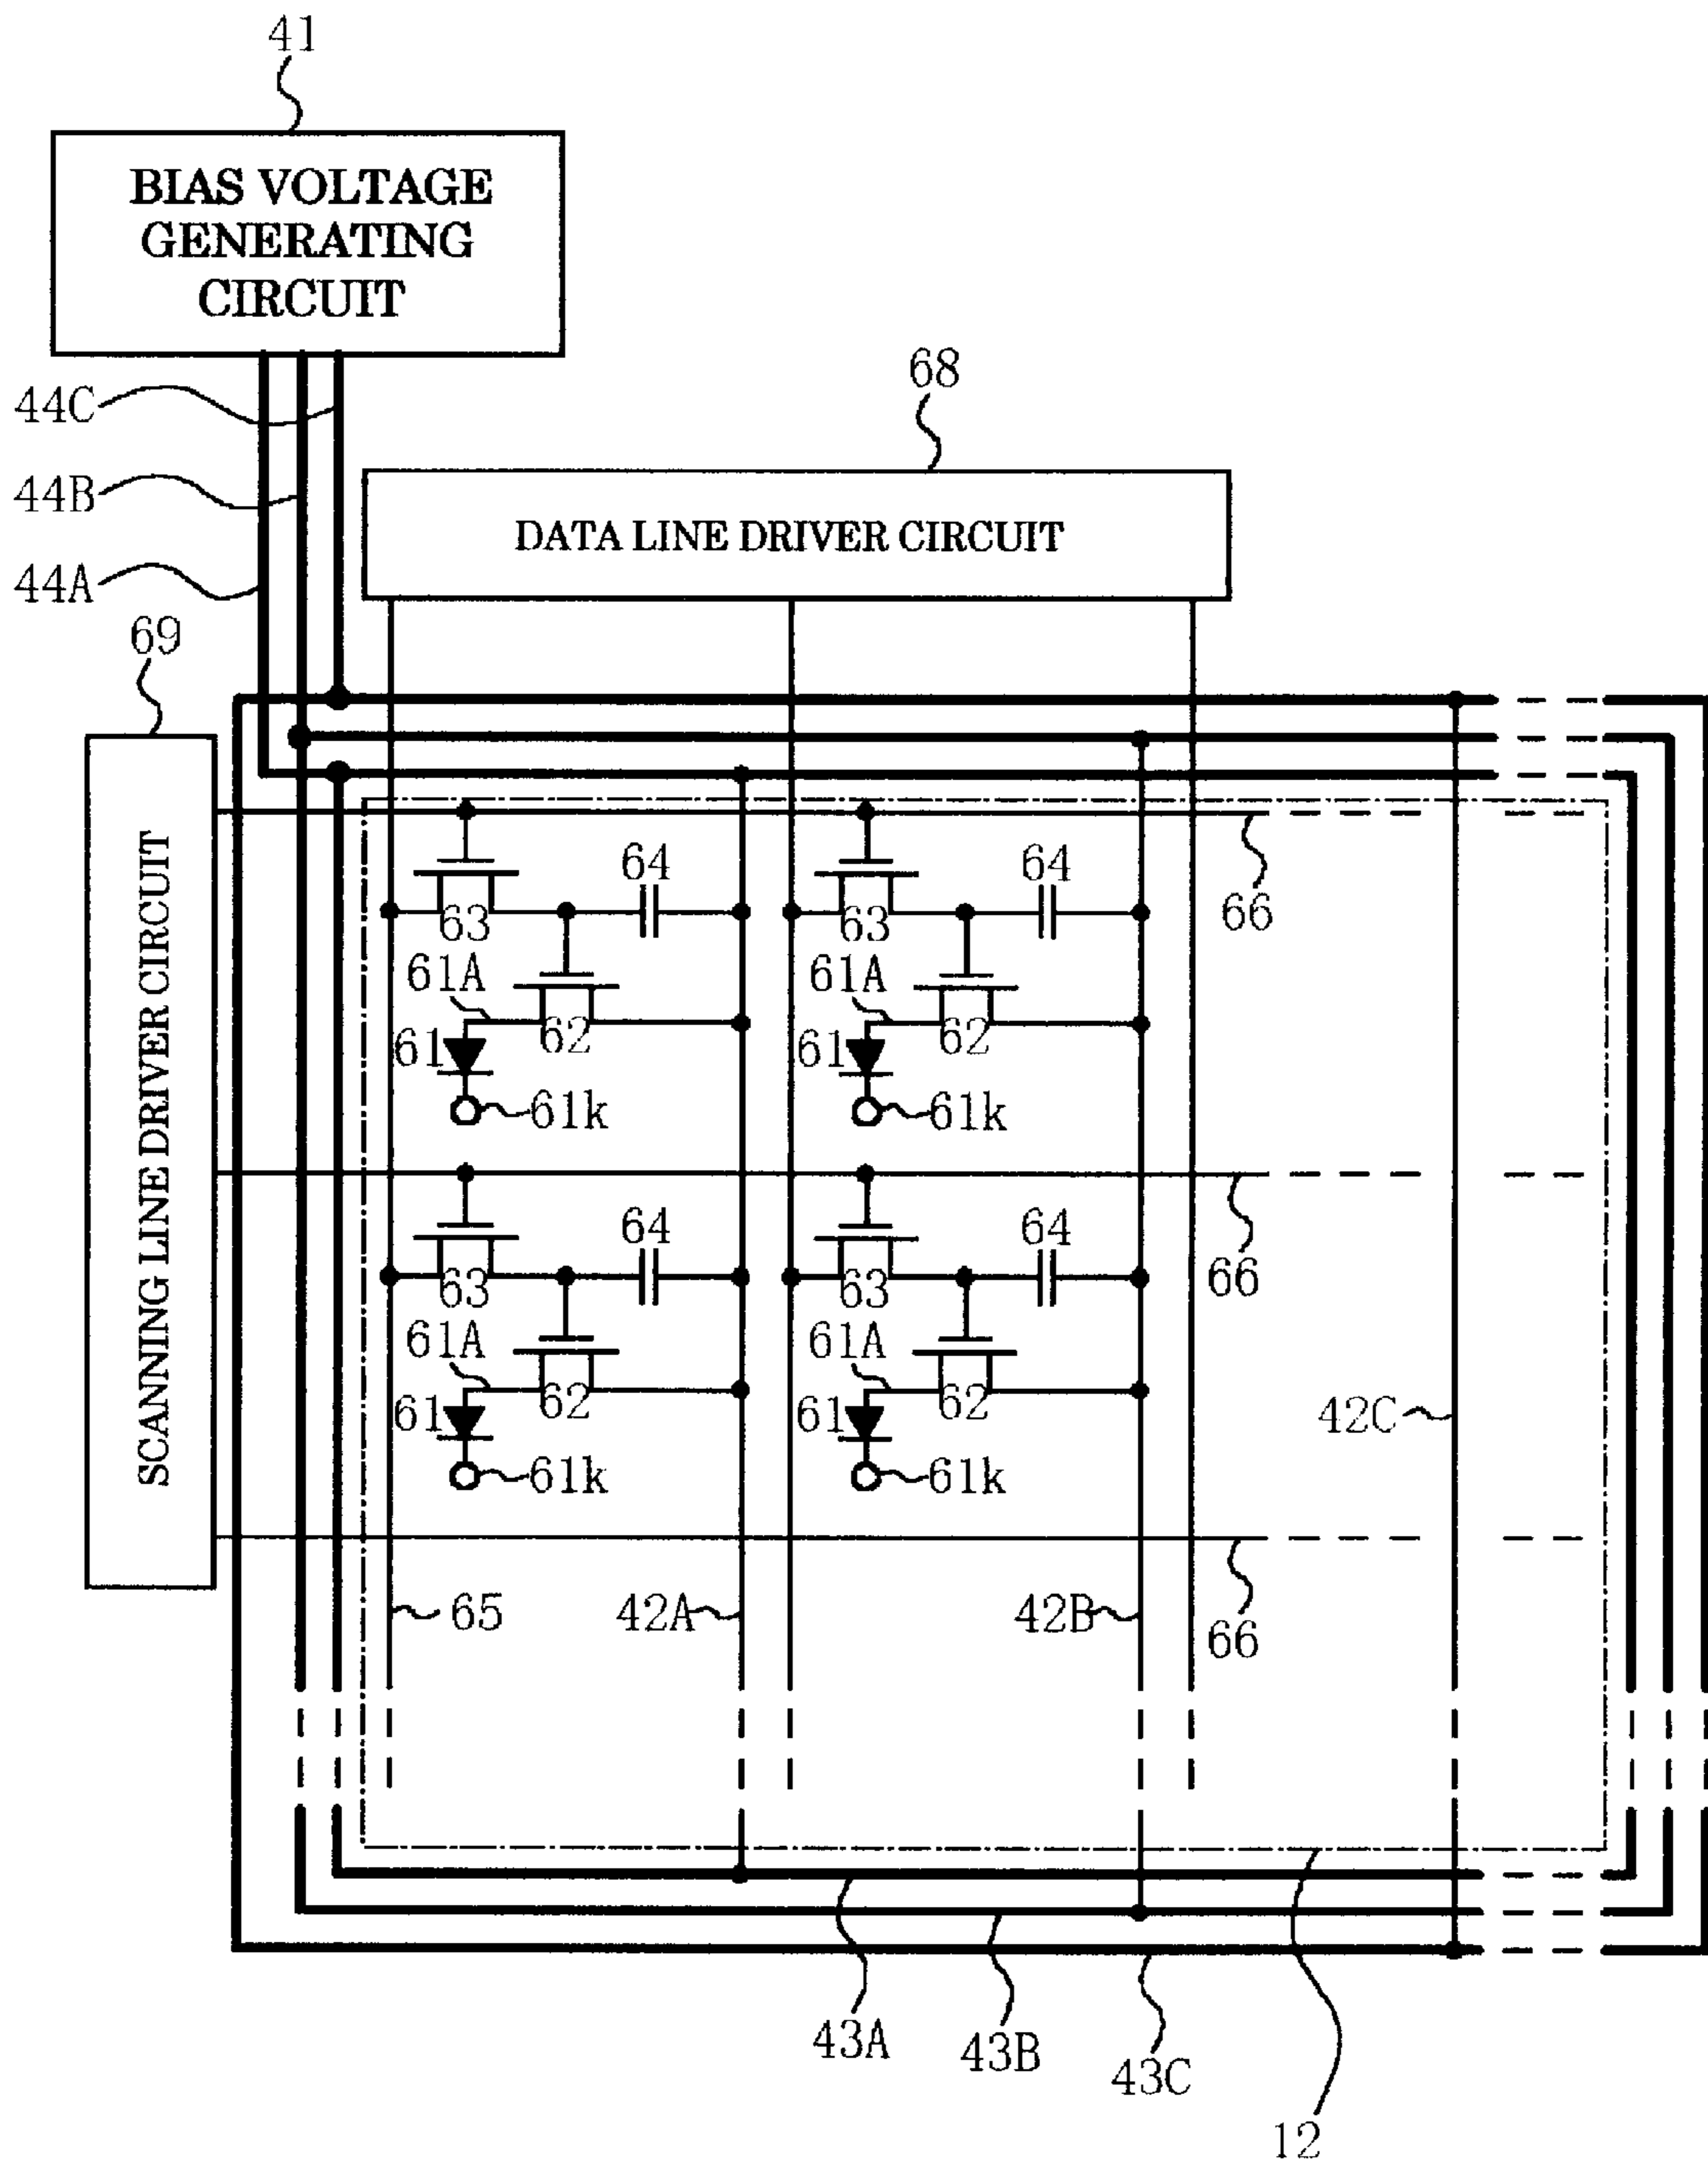 41
BIAS VOLTAGE
GENERATING
CIRCUIT
44C
68
44B
DATA LINE DRIVER CIRCUIT
44A
69
SCANNING LINE DRIVER CIRCUIT
64
64
63
63
66
61A
61A
61
62
61
62
61k
61k
64
64
63
63
66
61A
61A
61
62
61
62
42C
61k
61k
65
42A
42B
66
43A
43B
43C
12